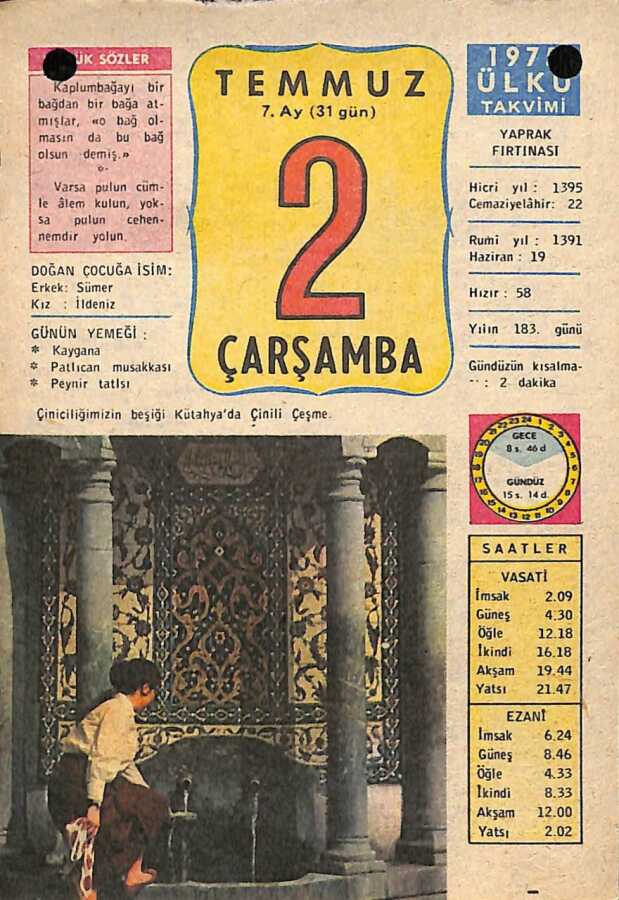 ÜK SÖZLER
Kaplumbağayı bir
bağdan bir bağa at-
mışlar, «o bağ ol-
masın da bu bağ
olsun demiş.»
Varsa pulun cüm-
le âlem kulun, yok-
sa pulun cehen-
nemdir yolun.
DOĞAN ÇOCUĞA İSİM:
Erkek: Sümer
Kız : İldeniz
GÜNÜN YEMEĞİ :
* Kaygana
* Patlıcan musakkası
* Peynir tatlısı
TEMMUZ
7. Ay (31 gün)
2
ÇARŞAMBA
197
ÜLKÜ
TAKVİMİ
YAPRAK
FIRTINASI
Hicri yıl : 1395
Cemaziyelâhir: 22
Rumi yıl : 1391
Haziran : 19
Hızır : 58
Yılın 183. günü
Gündüzün kısalma-
: 2 dakika
Çiniciliğimizin beşiği Kütahya'da Çinili Çeşme.
GECE
8 s. 46 d
GÜNDÜZ
15 s. 14 d.
SAATLER
VASATİ
İmsak 2.09
Güneş 4.30
Öğle 12.18
İkindi 16.18
Akşam 19.44
Yatsı 21.47
EZANİ
İmsak 6.24
Güneş 8.46
Öğle 4.33
İkindi 8.33
Akşam 12.00
Yatsı 2.02